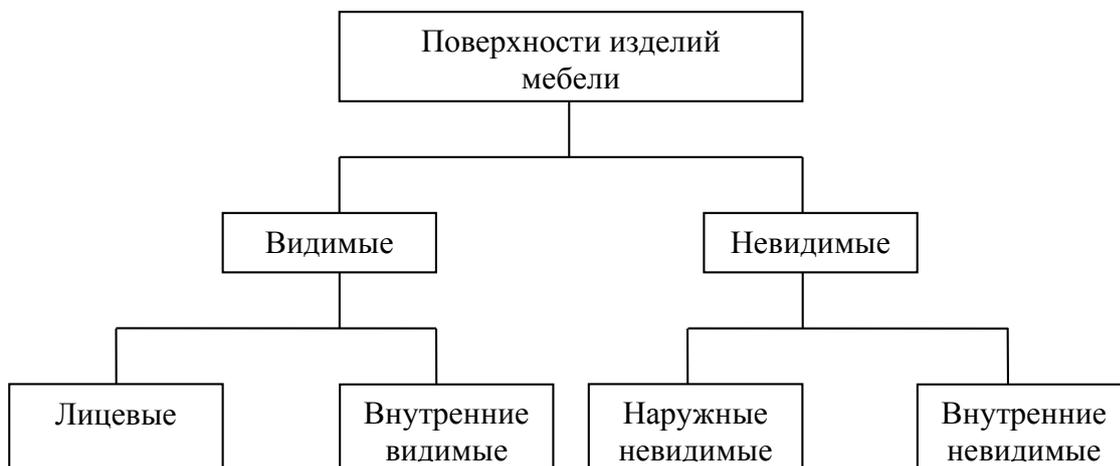 Поверхности изделий
мебели
Видимые
Невидимые
Лицевые
Внутренние
видимые
Наружные
невидимые
Внутренние
невидимые